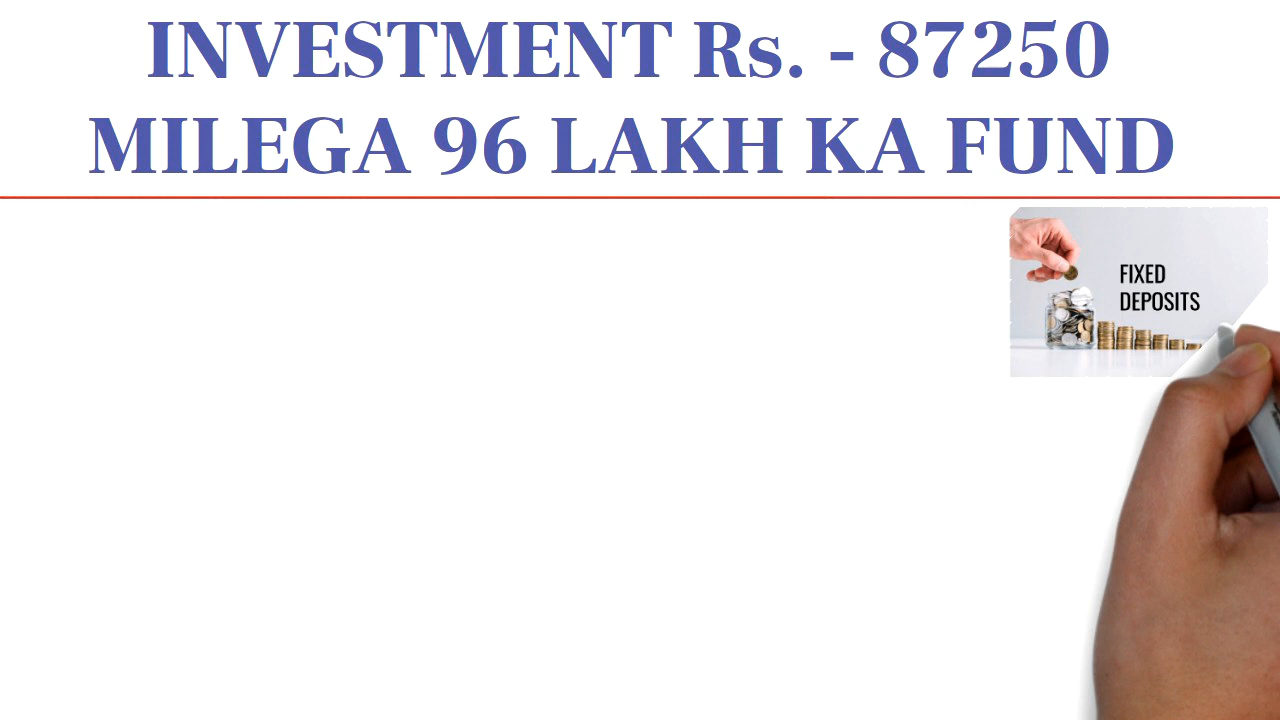 INVESTMENT Rs. - 87250
MILEGA 96 LAKH KA FUND
FIXED
DEPOSITS